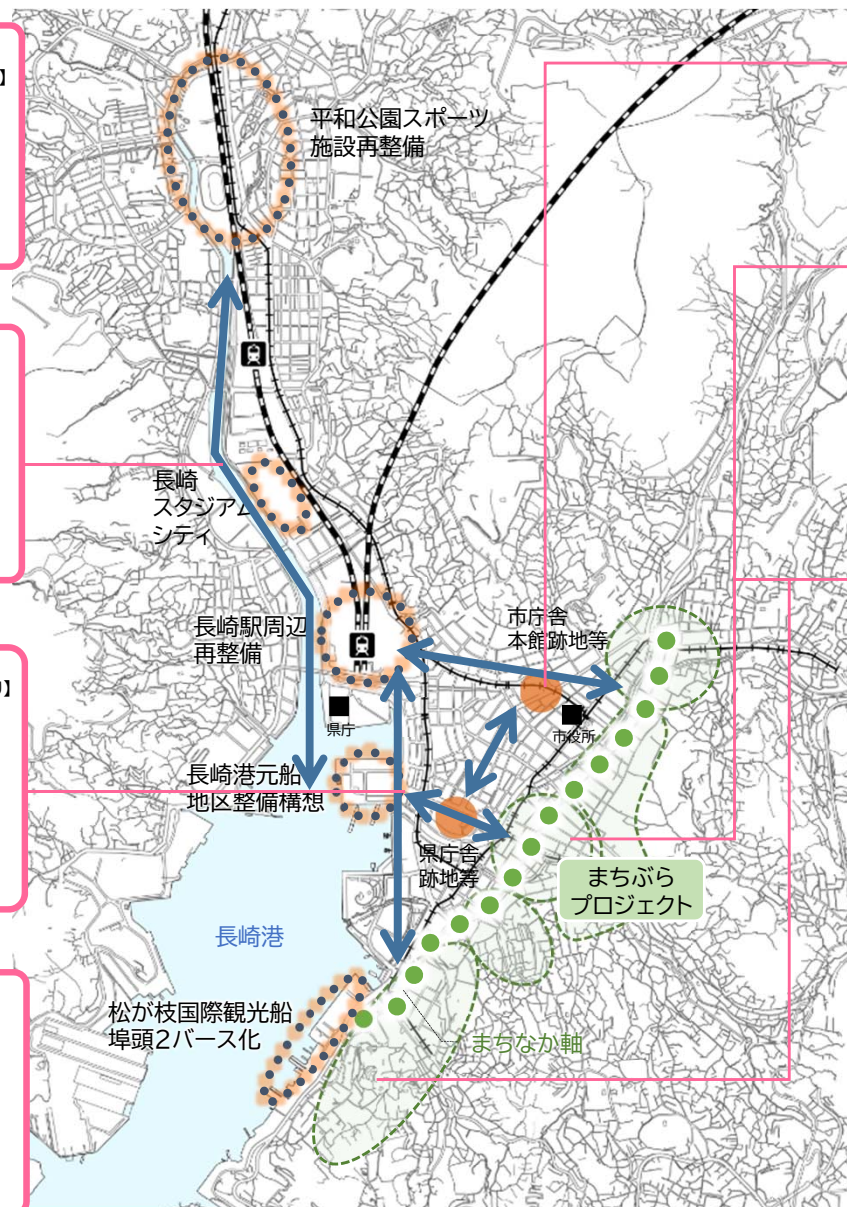 】
平和公園スポーツ
施設再整備
長崎
スタジアム
シティ
長崎駅周辺
再整備
市庁舎
本館跡地等
】
県庁
市役所
長崎港元船
地区整備構想
県庁舎
跡地等
まちぶら
プロジェクト
長崎港
松が枝国際観光船
埠頭2バース化
まちなか軸